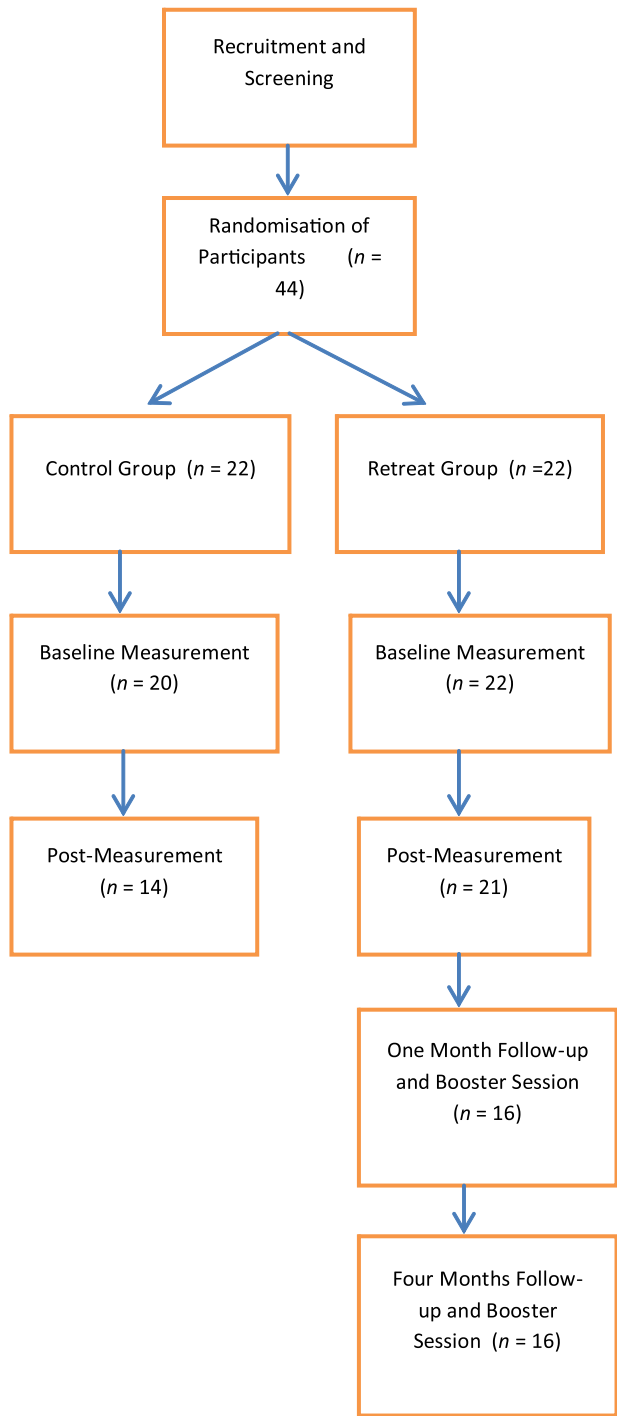 Recruitment and
Screening
Randomisation of
Participants (n =
44)
Control Group (n = 22)
Retreat Group (n =22)
Baseline Measurement
(n = 20)
Baseline Measurement
(n = 22)
Post-Measurement
(n = 14)
Post-Measurement
(n = 21)
One Month Follow-up
and Booster Session
(n = 16)
Four Months Follow-
up and Booster
Session (n = 16)